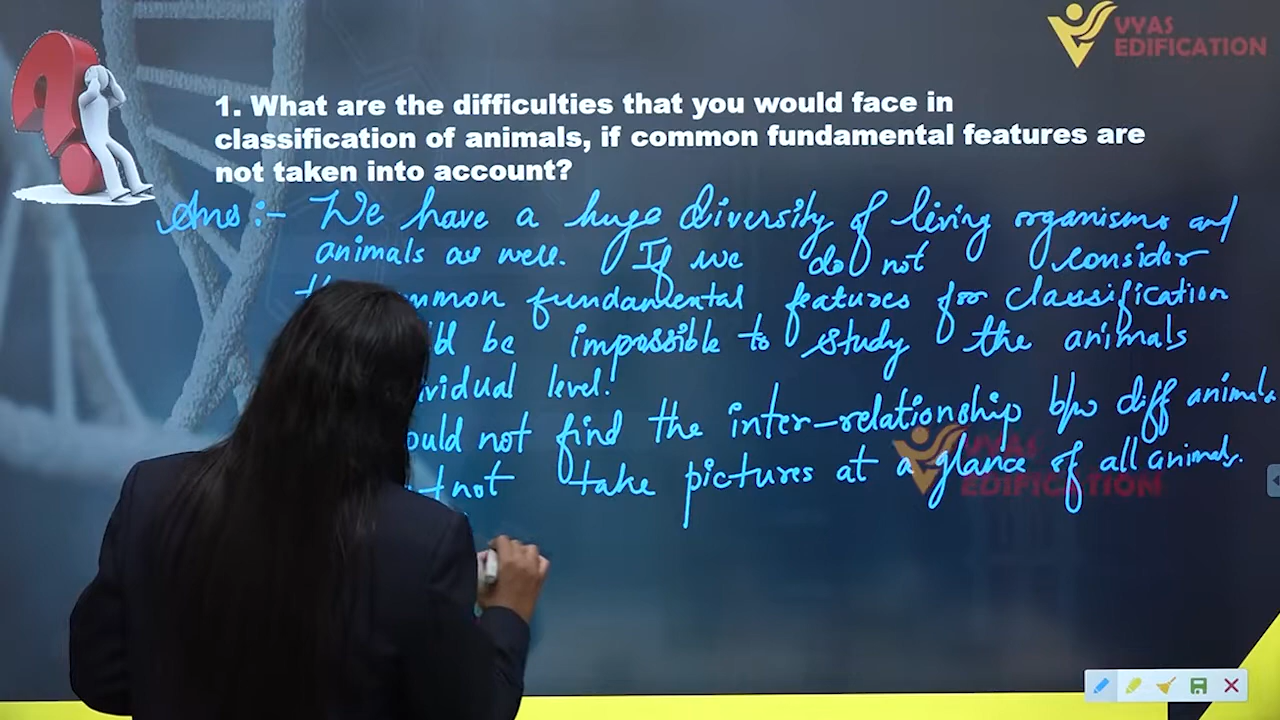 VYAS
EDIFICATION
1. What are the difficulties that you would face in
classification of animals, if common fundamental features are
not taken into account?
Ans :- We have a huge diversity of living organisms and
animals as well. If we do not consider
mmon fundamental features for classification
ld be impossible to study the animals
vidual level.
ould not find the inter-relationship b/w diff animals
not take pictures at a glance of all animals.
VYAS
EDIFICATION